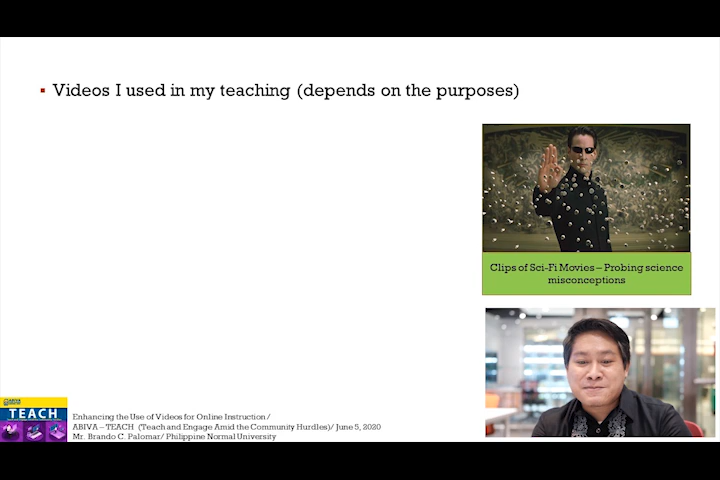 Videos I used in my teaching (depends on the purposes)
Clips of Sci-Fi Movies – Probing science
misconceptions
TEACH
Enhancing the Use of Videos for Online Instruction/
ABIVA – TEACH (Teach and Engage Amid the Community Hurdles)/ June 5, 2020
Mr. Brando C. Palomar/ Philippine Normal University